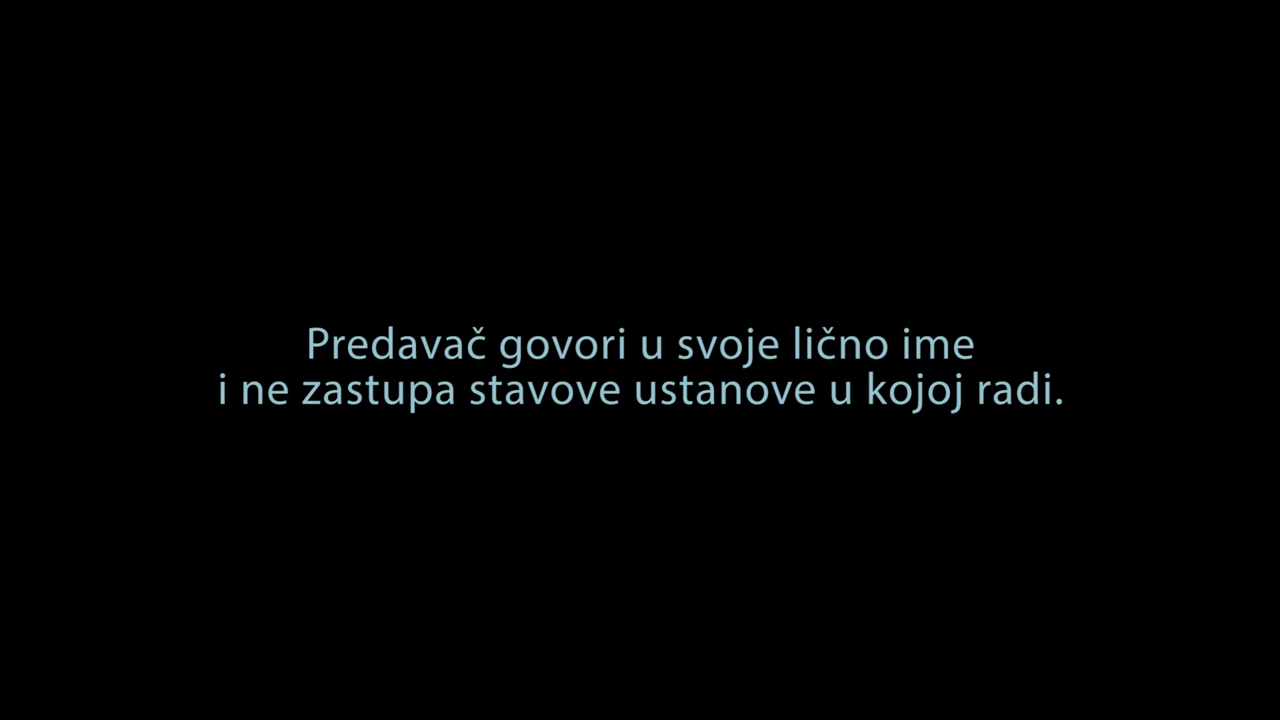 Predavač govori u svoje lično ime
i ne zastupa stavove ustanove u kojoj radi.